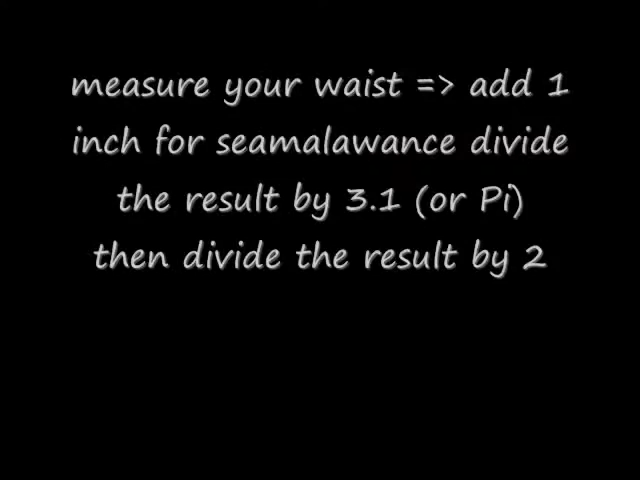 measure your waist => add 1
inch for seamalawance divide
the result by 3.1 (or Pi)
then divide the result by 2